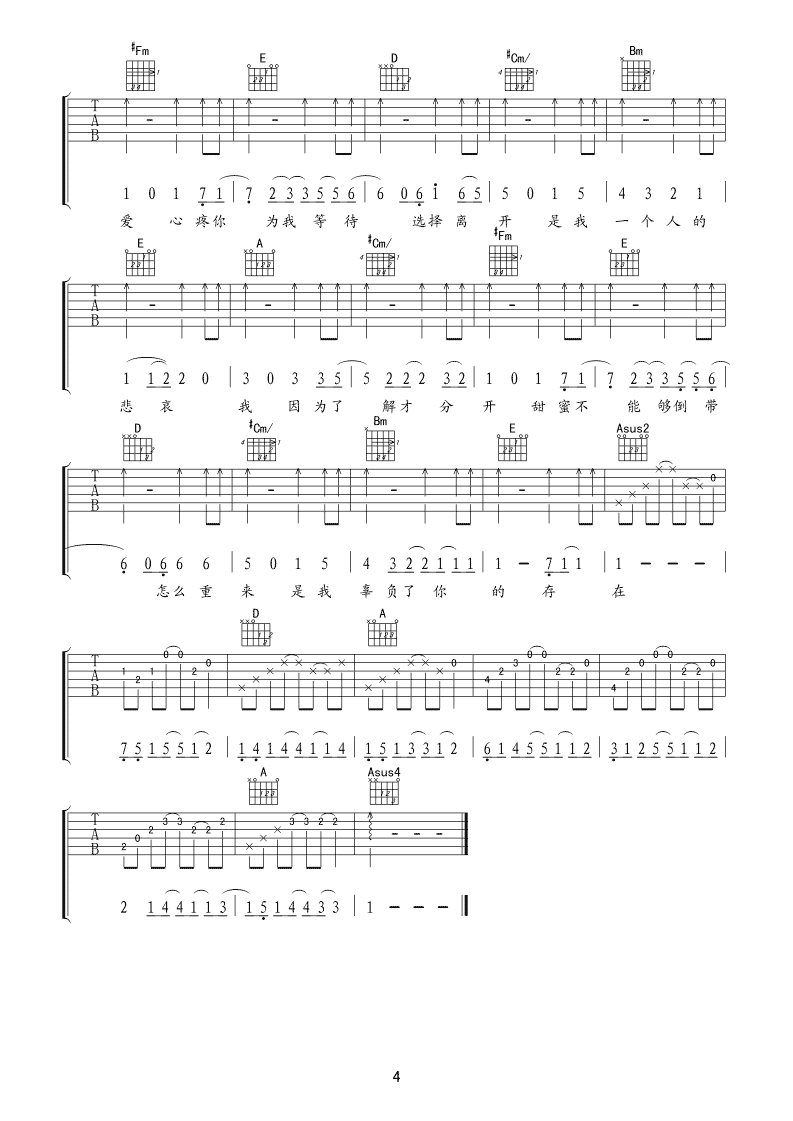 #Fm E D #Cm/ Bm
1 0 1 7 1 | 7 2 3 3 5 5 6 | 6 0 6 1 6 5 | 5 0 1 5 | 4 3 2 1
爱 心 疼你 为我 等 待 选择 离 开 是 我 一 个 人 的
E A #Cm/ #Fm E
1 1 2 2 0 | 3 0 3 3 5 | 5 2 2 2 3 2 | 1 0 1 7 1 | 7 2 3 3 5 5 6
悲 哀 我 因 为 了 解 才 分 开 甜 蜜 不 能 够 倒 带
D #Cm/ Bm E Asus2
6 0 6 6 6 | 5 0 1 5 | 4 3 2 2 1 1 1 | 1 - 7 1 1 | 1 - - -
怎么 重 来 是 我 辜 负 了 你 的 存 在
D A
7 5 1 5 5 1 2 | 1 4 1 4 1 1 4 | 1 5 1 3 3 1 2 | 6 1 4 5 5 1 1 2 | 3 1 2 5 5 1 1 2
A Asus4
2 1 4 4 1 1 3 | 1 5 1 4 4 3 3 | 1 - - -
4